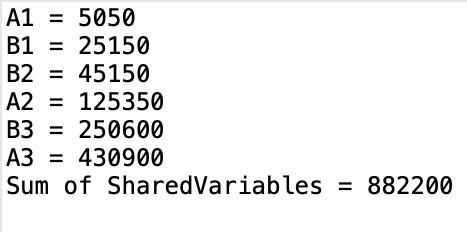 A1 = 5050
B1 = 25150
B2 = 45150
A2 = 125350
B3 = 250600
A3 = 430900
Sum of SharedVariables = 882200